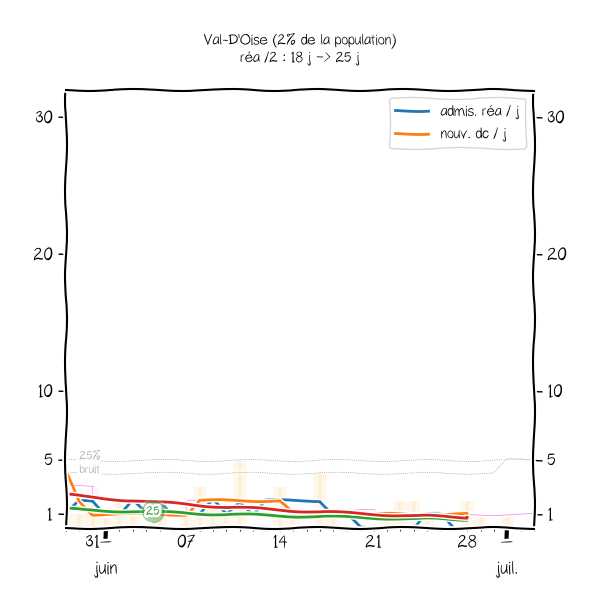 Val-D'Oise (2% de la population)
réa /2 : 18 j -> 25 j
admis. réa / j
nouv. dc / j
30
30
20
20
10
10
5
5
1
1
25%
bruit
25
31
07
14
21
28
juin
juil.